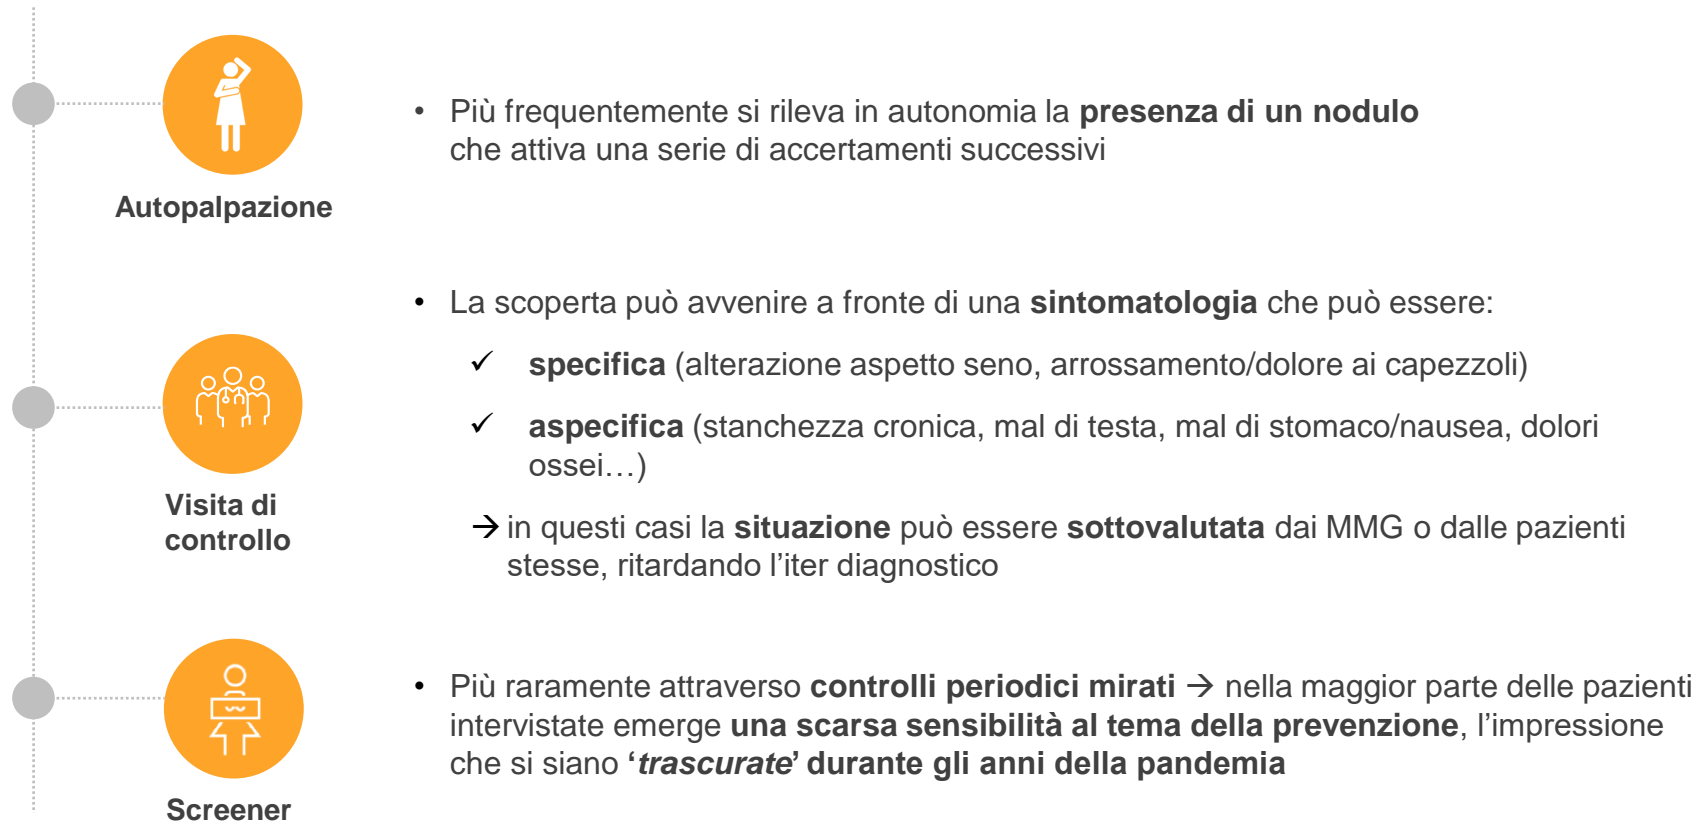 • Più frequentemente si rileva in autonomia la presenza di un nodulo
che attiva una serie di accertamenti successivi
Autopalpazione
• La scoperta può avvenire a fronte di una sintomatologia che può essere:
✓ specifica (alterazione aspetto seno, arrossamento/dolore ai capezzoli)
✓ aspecifica (stanchezza cronica, mal di testa, mal di stomaco/nausea, dolori
ossei…)
Visita di
controllo
→ in questi casi la situazione può essere sottovalutata dai MMG o dalle pazienti
stesse, ritardando l’iter diagnostico
• Più raramente attraverso controlli periodici mirati → nella maggior parte delle pazienti
intervistate emerge una scarsa sensibilità al tema della prevenzione, l’impressione
che si siano ‘trascurate’ durante gli anni della pandemia
Screener